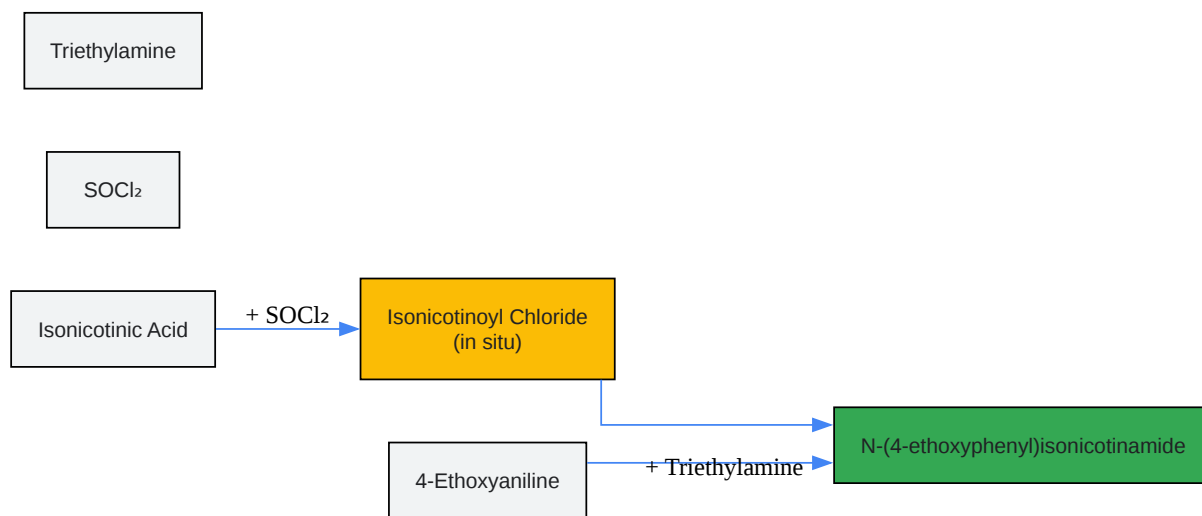 Triethylamine
SOCl₂
Isonicotinic Acid
+ SOCl₂
Isonicotinoyl Chloride
(in situ)
4-Ethoxyaniline
+ Triethylamine
N-(4-ethoxyphenyl)isonicotinamide